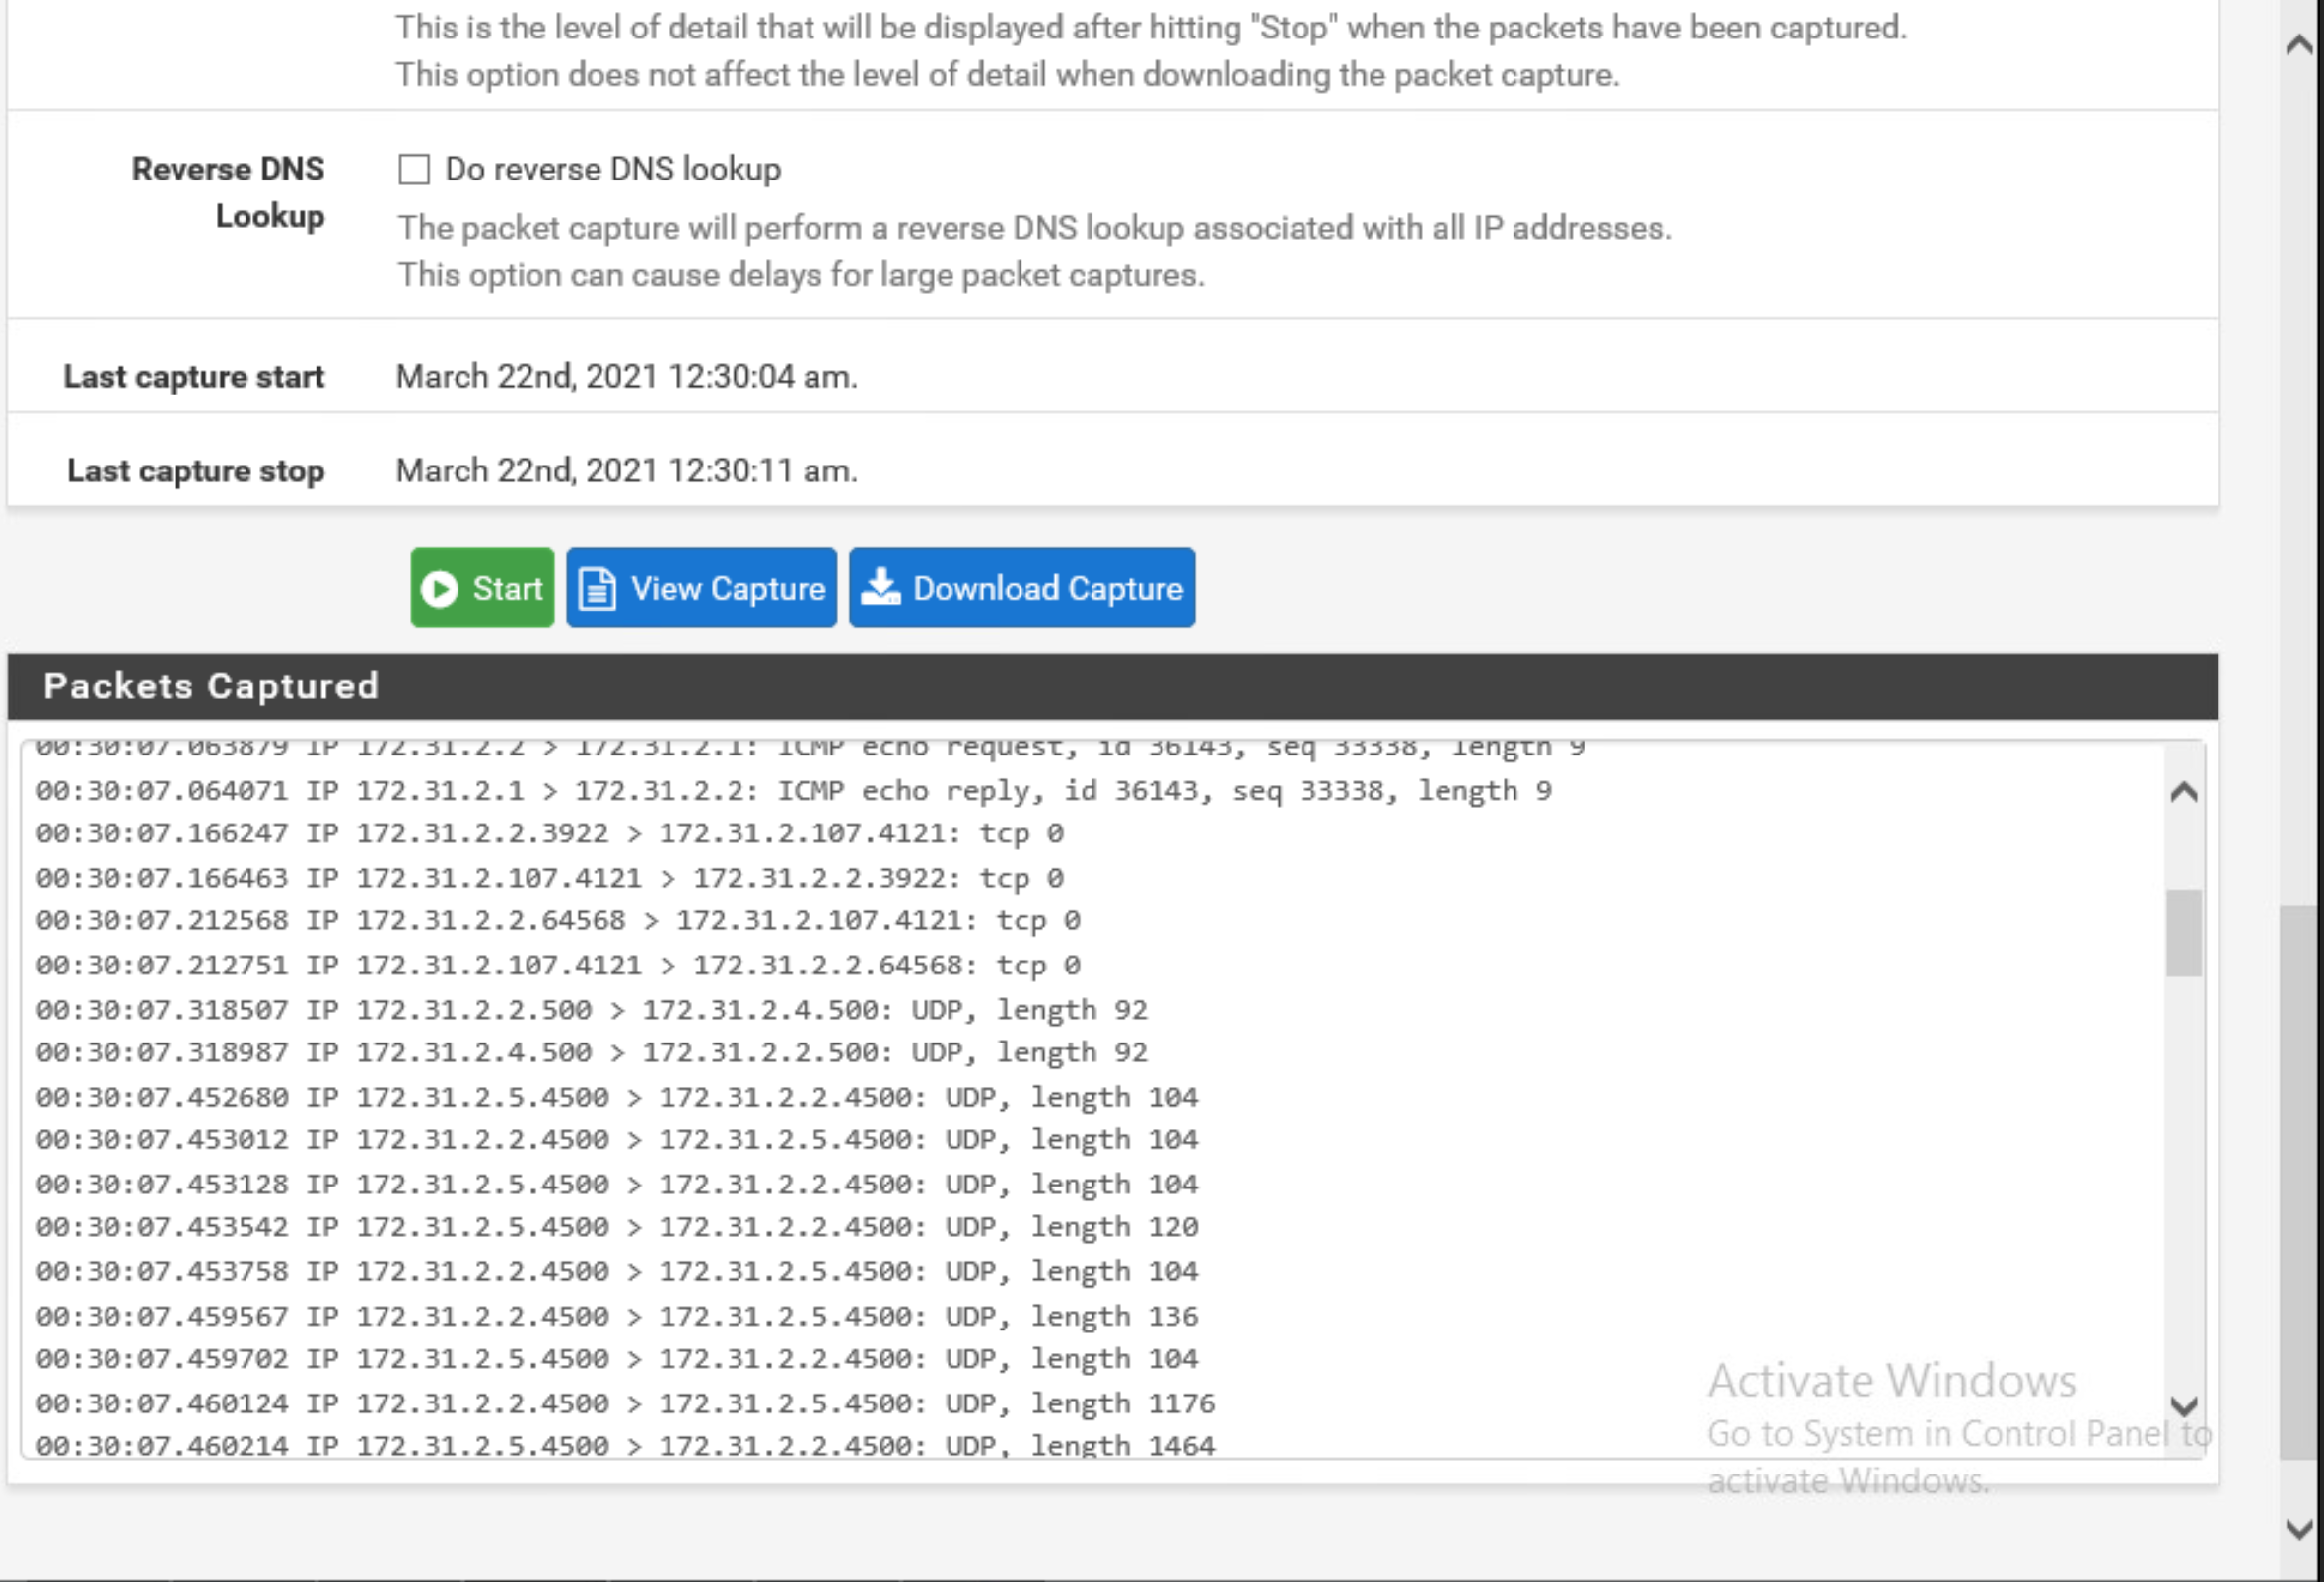 This is the level of detail that will be displayed after hitting "Stop" when the packets have been captured.
This option does not affect the level of detail when downloading the packet capture.
Reverse DNS Lookup
Do reverse DNS lookup
The packet capture will perform a reverse DNS lookup associated with all IP addresses.
This option can cause delays for large packet captures.
Last capture start March 22nd, 2021 12:30:04 am.
Last capture stop March 22nd, 2021 12:30:11 am.
Start View Capture Download Capture
Packets Captured
00:30:07.063879 IP 172.31.2.2 > 172.31.2.1: ICMP echo request, id 36143, seq 33338, length 9
00:30:07.064071 IP 172.31.2.1 > 172.31.2.2: ICMP echo reply, id 36143, seq 33338, length 9
00:30:07.166247 IP 172.31.2.2.3922 > 172.31.2.107.4121: tcp 0
00:30:07.166463 IP 172.31.2.107.4121 > 172.31.2.2.3922: tcp 0
00:30:07.212568 IP 172.31.2.2.64568 > 172.31.2.107.4121: tcp 0
00:30:07.212751 IP 172.31.2.107.4121 > 172.31.2.2.64568: tcp 0
00:30:07.318507 IP 172.31.2.2.500 > 172.31.2.4.500: UDP, length 92
00:30:07.318987 IP 172.31.2.4.500 > 172.31.2.2.500: UDP, length 92
00:30:07.452680 IP 172.31.2.5.4500 > 172.31.2.2.4500: UDP, length 104
00:30:07.453012 IP 172.31.2.2.4500 > 172.31.2.5.4500: UDP, length 104
00:30:07.453128 IP 172.31.2.5.4500 > 172.31.2.2.4500: UDP, length 104
00:30:07.453542 IP 172.31.2.5.4500 > 172.31.2.2.4500: UDP, length 120
00:30:07.453758 IP 172.31.2.2.4500 > 172.31.2.5.4500: UDP, length 104
00:30:07.459567 IP 172.31.2.2.4500 > 172.31.2.5.4500: UDP, length 136
00:30:07.459702 IP 172.31.2.5.4500 > 172.31.2.2.4500: UDP, length 104
00:30:07.460124 IP 172.31.2.2.4500 > 172.31.2.5.4500: UDP, length 1176
00:30:07.460214 IP 172.31.2.5.4500 > 172.31.2.2.4500: UDP, length 1464
Activate Windows
Go to System in Control Panel to
activate Windows.